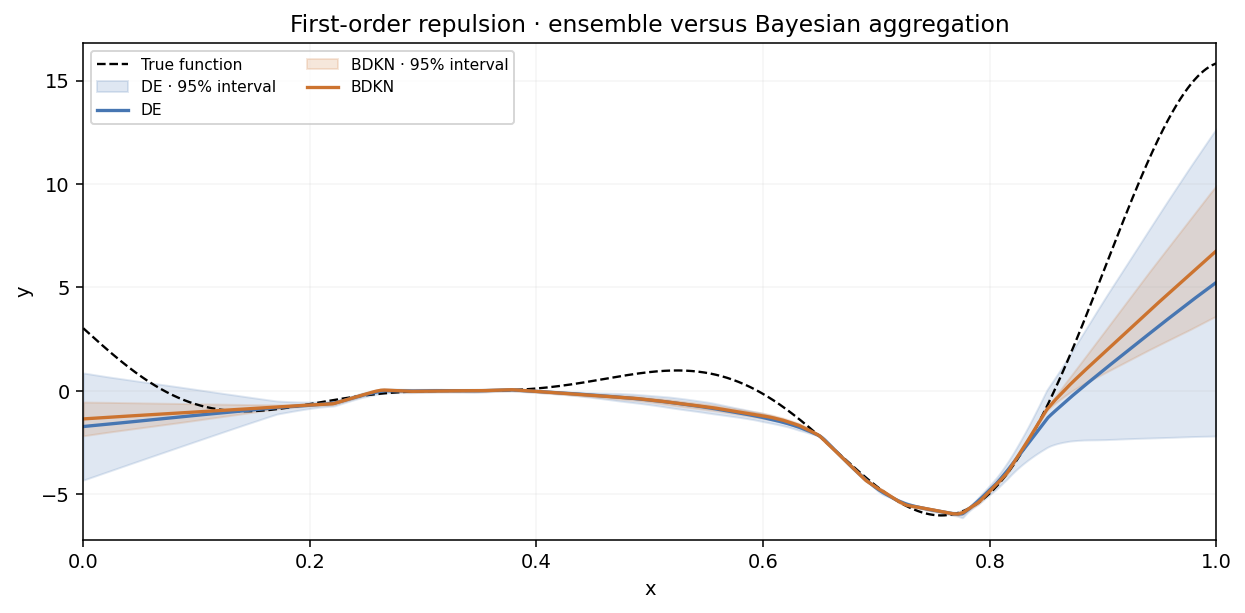 First-order repulsion · ensemble versus Bayesian aggregation
True function
DE · 95% interval
DE
BDKN · 95% interval
BDKN
y
15
10
5
0
−5
0.0 0.2 0.4 0.6 0.8 1.0
x